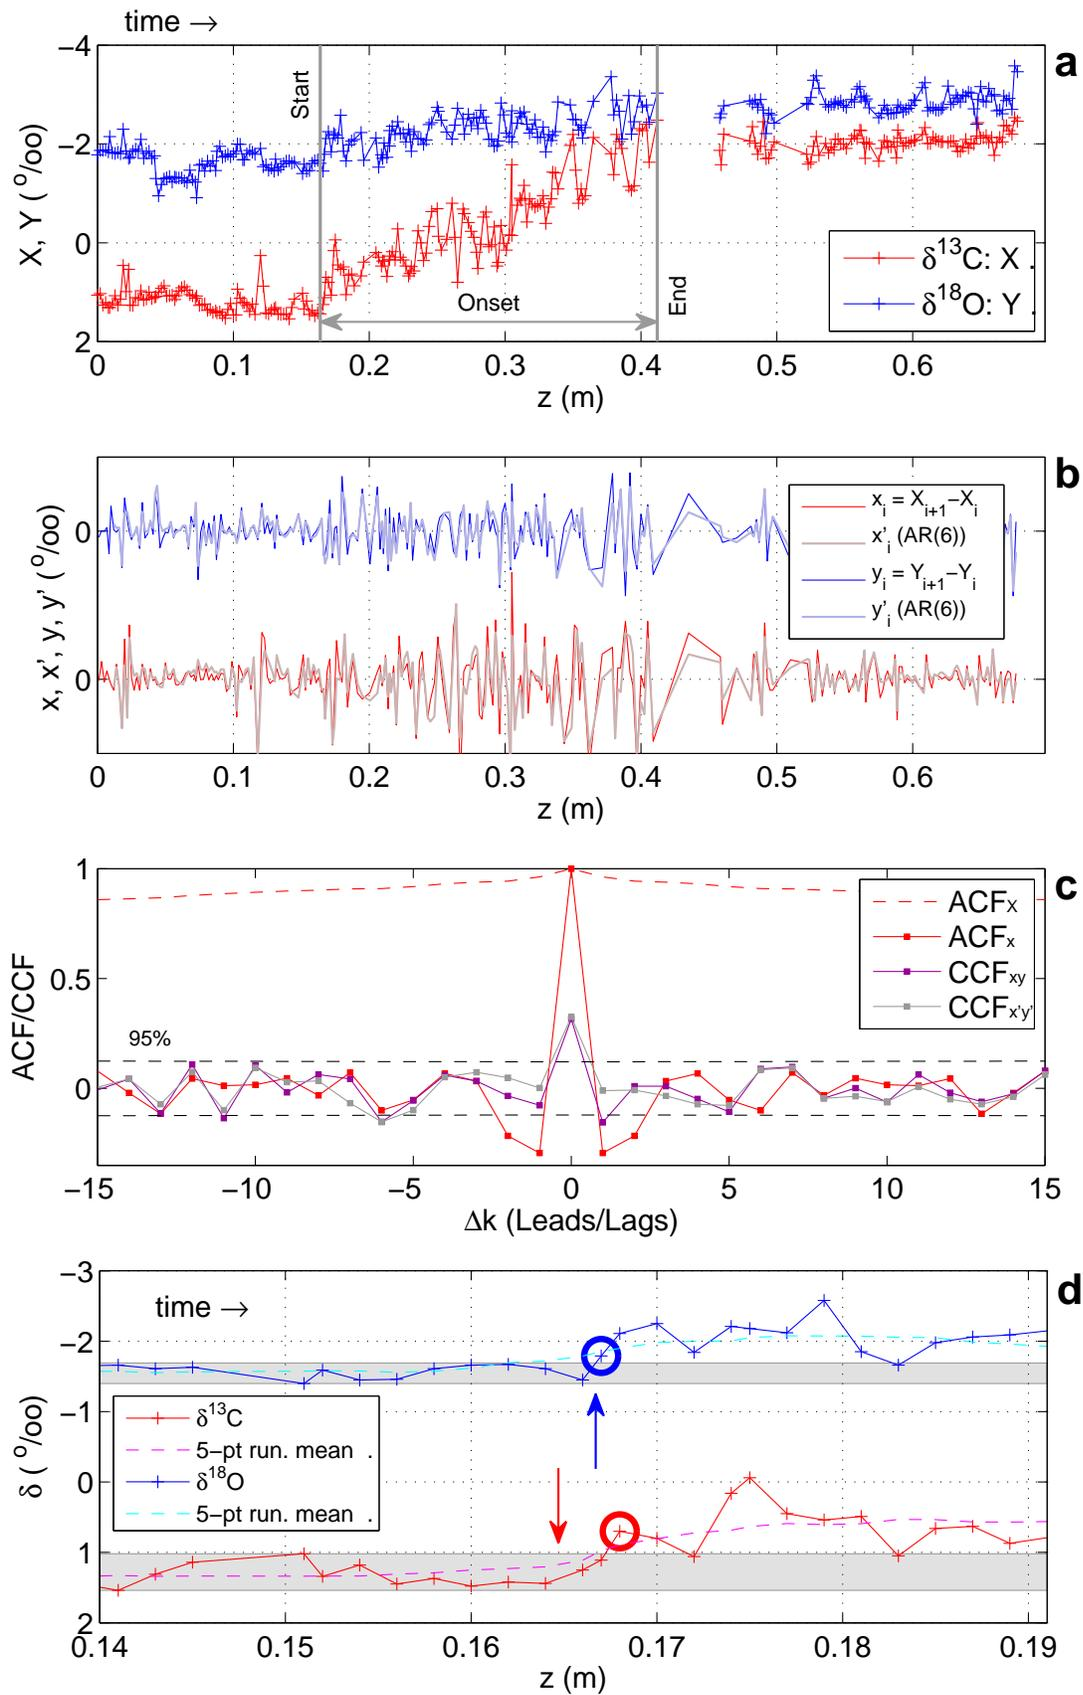 time →
a
−4
−2
0
2
X, Y ( ᵒ/oo)
Start
Onset
End
δ¹³C: X .
δ¹⁸O: Y .
0 0.1 0.2 0.3 0.4 0.5 0.6
z (m)
b
0
0
x, x’, y, y’ ( ᵒ/oo)
xᵢ = Xᵢ₊₁−Xᵢ
x’ᵢ (AR(6))
yᵢ = Yᵢ₊₁−Yᵢ
y’ᵢ (AR(6))
0 0.1 0.2 0.3 0.4 0.5 0.6
z (m)
c
1
0.5
0
ACF/CCF
95%
ACFX
ACFx
CCFxy
CCFx’y’
−15 −10 −5 0 5 10 15
Δk (Leads/Lags)
d
−3
−2
−1
0
1
2
δ ( ᵒ/oo)
time →
δ¹³C
5−pt run. mean .
δ¹⁸O
5−pt run. mean .
0.14 0.15 0.16 0.17 0.18 0.19
z (m)